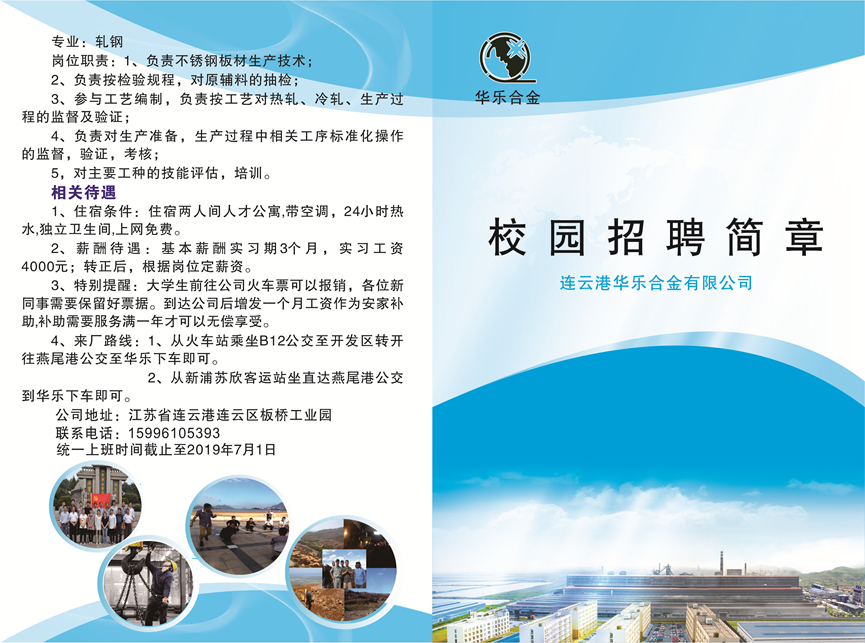 专业：轧钢
岗位职责：1、负责不锈钢板材生产技术；
2、负责按检验规程，对原辅料的抽检；
3、参与工艺编制，负责按工艺对热轧、冷轧、生产过
程的监督及验证；
4、负责对生产准备，生产过程中相关工序标准化操作
的监督，验证，考核；
5，对主要工种的技能评估，培训。
相关待遇
1、住宿条件：住宿两人间人才公寓,带空调，24小时热
水,独立卫生间,上网免费。
2、薪酬待遇：基本薪酬实习期3个月，实习工资
4000元；转正后，根据岗位定薪资。
3、特别提醒：大学生前往公司火车票可以报销，各位新
同事需要保留好票据。到达公司后增发一个月工资作为安家补
助,补助需要服务满一年才可以无偿享受。
4、来厂路线：1、从火车站乘坐B12公交至开发区转开
往燕尾港公交至华乐下车即可。
2、从新浦苏欣客运站坐直达燕尾港公交
到华乐下车即可。
公司地址：江苏省连云港连云区板桥工业园
联系电话：15996105393
统一上班时间截止至2019年7月1日
华乐合金
校园招聘简章
连云港华乐合金有限公司